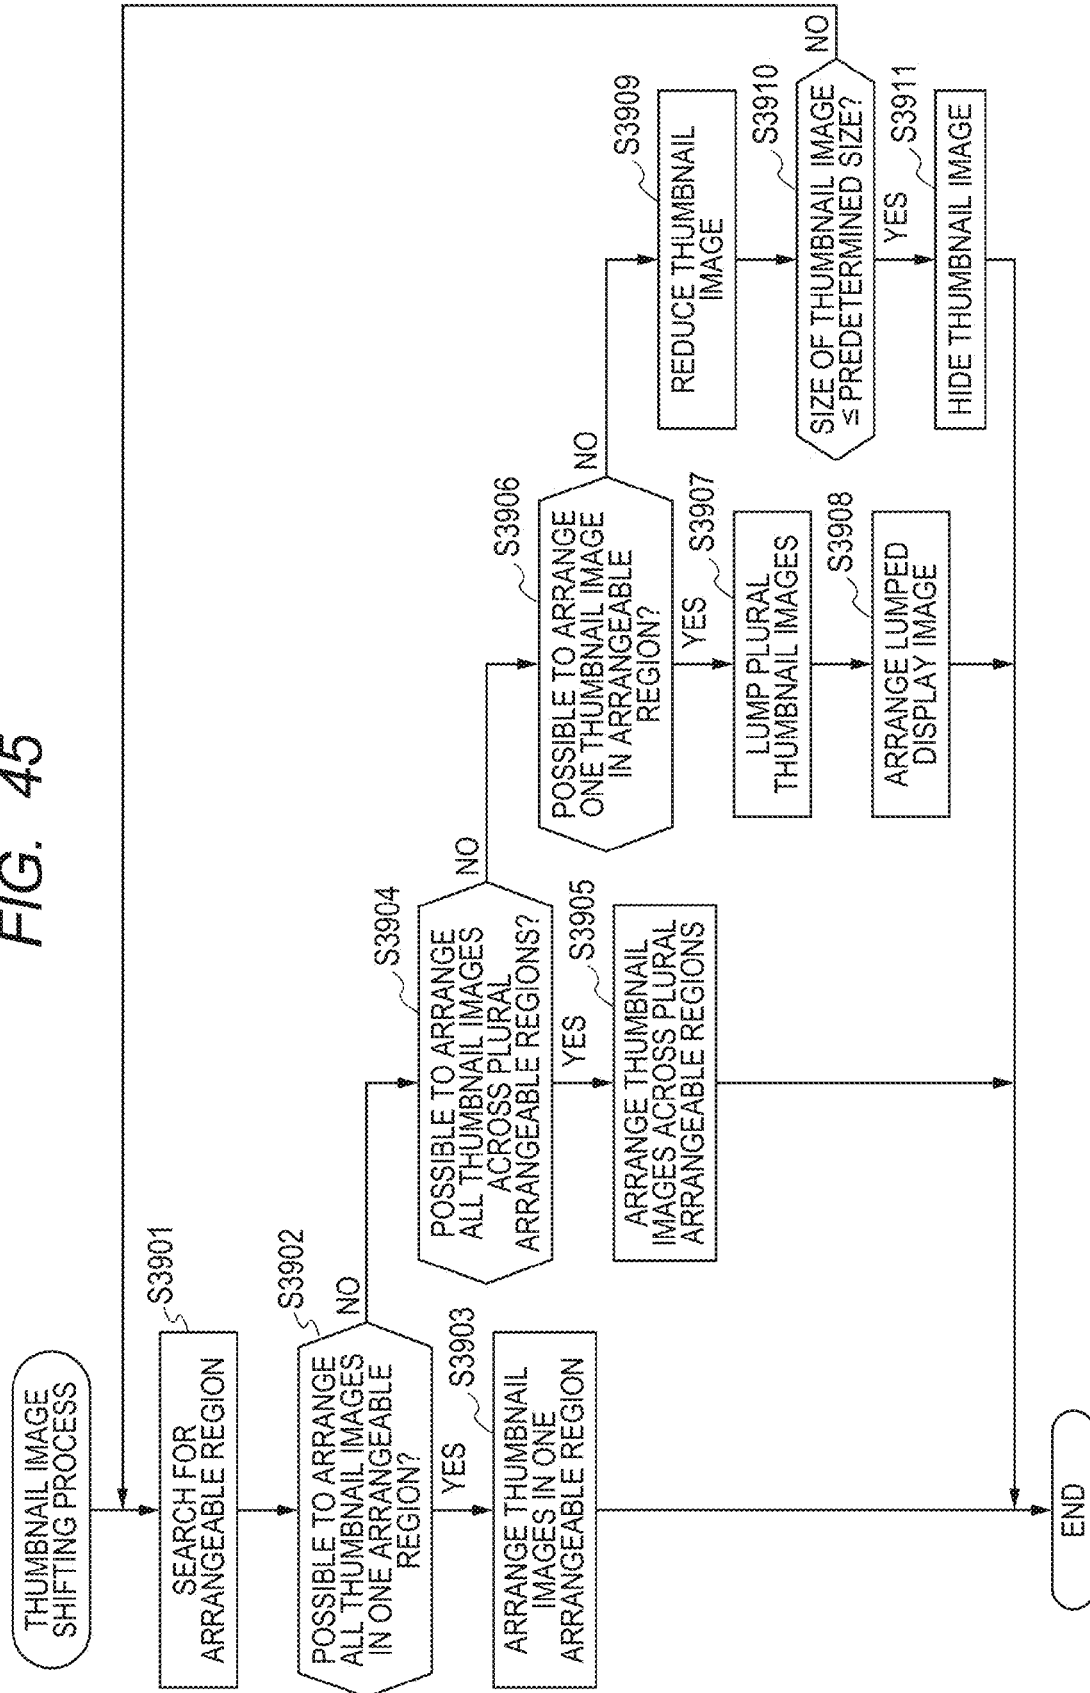 FIG. 45
THUMBNAIL IMAGE
SHIFTING PROCESS
S3901
SEARCH FOR
ARRANGEABLE REGION
S3902
POSSIBLE TO ARRANGE
ALL THUMBNAIL IMAGES
IN ONE ARRANGEABLE
REGION?
NO
YES
S3903
ARRANGE THUMBNAIL
IMAGES IN ONE
ARRANGEABLE REGION
S3904
POSSIBLE TO ARRANGE
ALL THUMBNAIL IMAGES
ACROSS PLURAL
ARRANGEABLE REGIONS?
NO
YES
S3905
ARRANGE THUMBNAIL
IMAGES ACROSS PLURAL
ARRANGEABLE REGIONS
S3906
POSSIBLE TO ARRANGE
ONE THUMBNAIL IMAGE
IN ARRANGEABLE
REGION?
NO
YES
S3907
LUMP PLURAL
THUMBNAIL IMAGES
S3908
ARRANGE LUMPED
DISPLAY IMAGE
S3909
REDUCE THUMBNAIL
IMAGE
S3910
SIZE OF THUMBNAIL IMAGE
≤ PREDETERMINED SIZE?
NO
YES
S3911
HIDE THUMBNAIL IMAGE
END